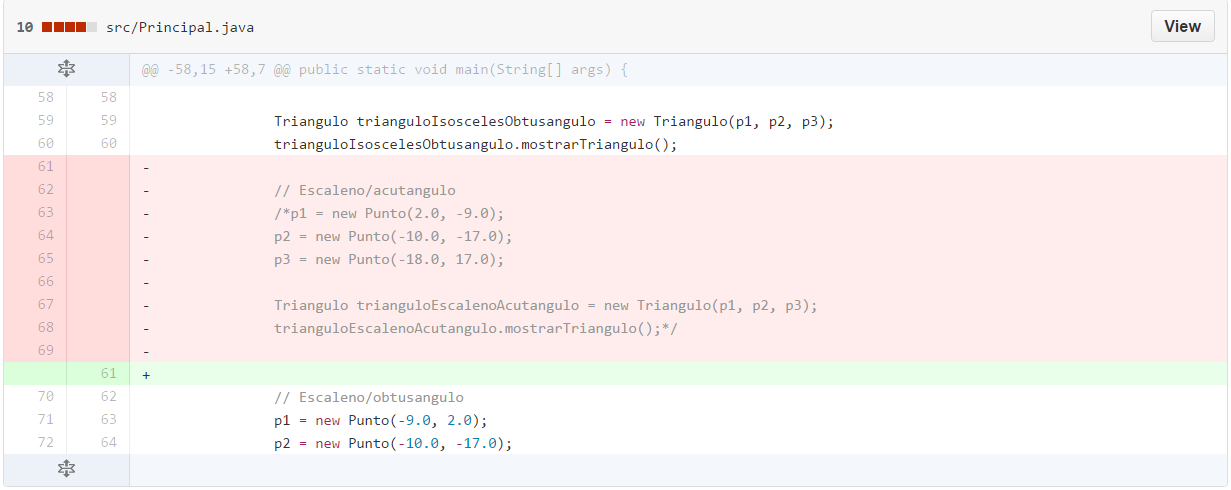 10 src/Principal.java View
@@ -58,15 +58,7 @@ public static void main(String[] args) {
58 58
59 59 Triangulo trianguloIsoscelesObtusangulo = new Triangulo(p1, p2, p3);
60 60 trianguloIsoscelesObtusangulo.mostrarTriangulo();
61 -
62 - // Escaleno/acutangulo
63 - /*p1 = new Punto(2.0, -9.0);
64 - p2 = new Punto(-10.0, -17.0);
65 - p3 = new Punto(-18.0, 17.0);
66 -
67 - Triangulo trianguloEscalenoAcutangulo = new Triangulo(p1, p2, p3);
68 - trianguloEscalenoAcutangulo.mostrarTriangulo();*/
69 -
61 +
70 62 // Escaleno/obtusangulo
71 63 p1 = new Punto(-9.0, 2.0);
72 64 p2 = new Punto(-10.0, -17.0);